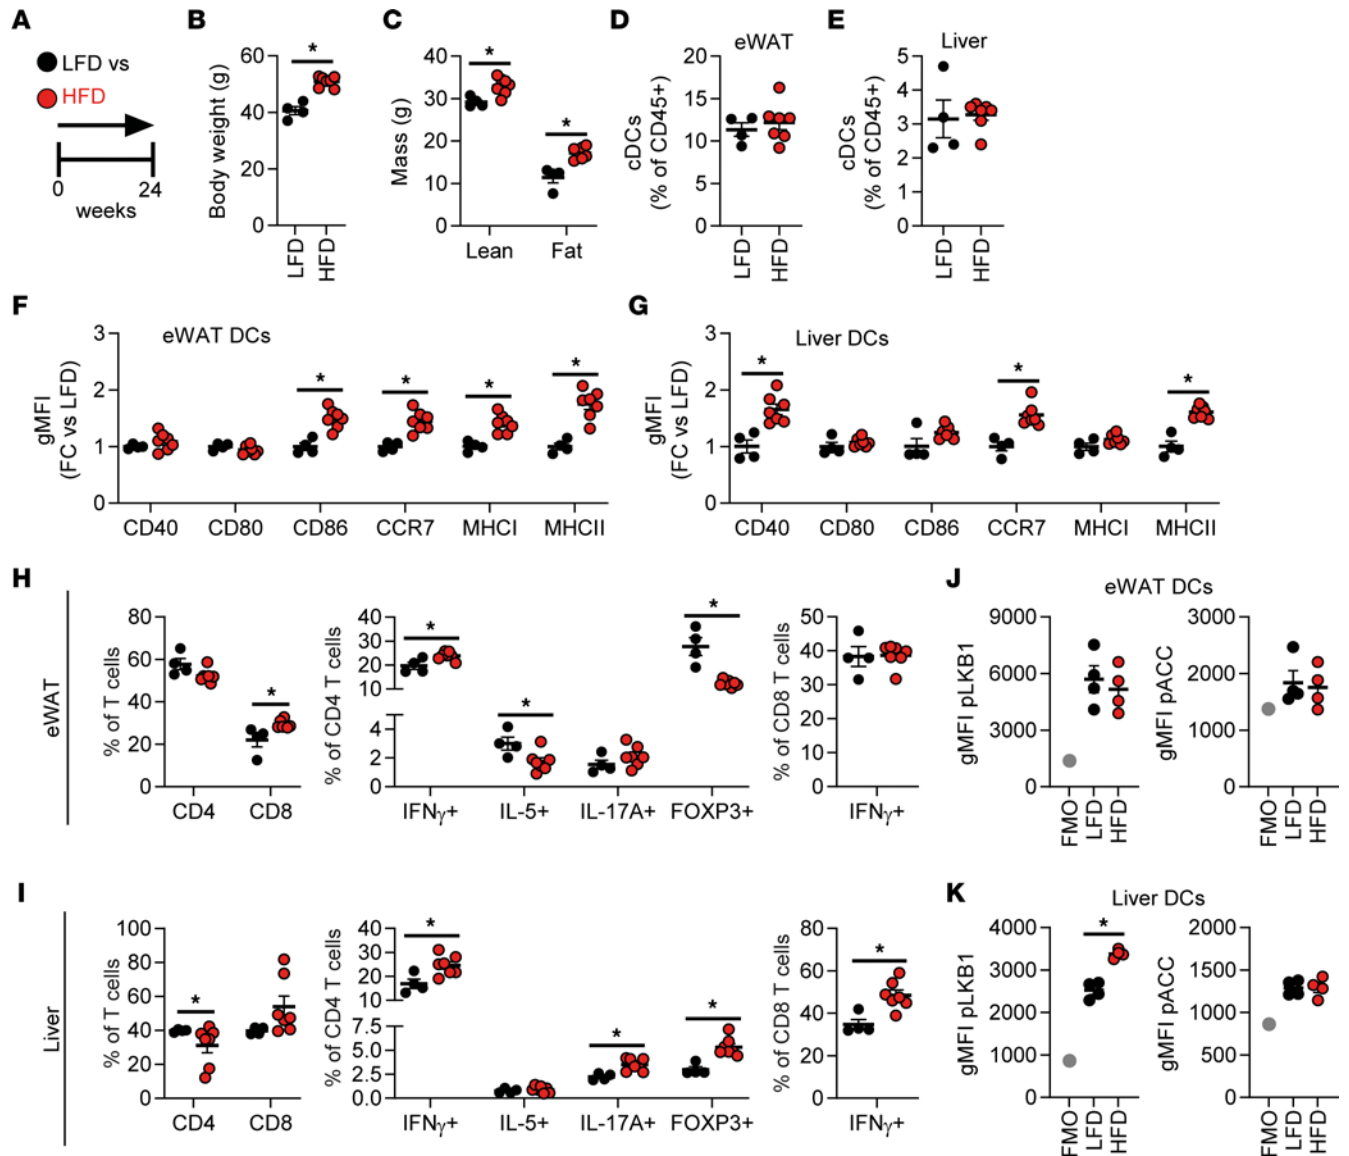 A
LFD vs
HFD
0 24
weeks
B
Body weight (g)
60
40
20
0
*
LFD
HFD
C
Mass (g)
40
30
20
10
0
*
*
Lean Fat
D
eWAT
cDCs
(% of CD45+)
20
15
10
5
0
LFD
HFD
E
Liver
cDCs
(% of CD45+)
5
4
3
2
1
0
LFD
HFD
F
eWAT DCs
gMFI
(FC vs LFD)
3
2
1
0
* * * *
CD40 CD80 CD86 CCR7 MHCI MHCII
G
Liver DCs
gMFI
(FC vs LFD)
3
2
1
0
* * *
CD40 CD80 CD86 CCR7 MHCI MHCII
H
eWAT
% of T cells
80
60
40
20
0
*
CD4 CD8
% of CD4 T cells
40
30
20
10
4
2
0
* * *
IFNγ+ IL-5+ IL-17A+ FOXP3+
% of CD8 T cells
50
40
30
20
10
0
IFNγ+
J
eWAT DCs
gMFI pLKB1
9000
6000
3000
0
FMO
LFD
HFD
gMFI pACC
3000
2000
1000
0
FMO
LFD
HFD
I
Liver
% of T cells
100
80
60
40
20
0
*
CD4 CD8
% of CD4 T cells
40
30
20
10
7.5
5.0
2.5
0.0
* * *
IFNγ+ IL-5+ IL-17A+ FOXP3+
% of CD8 T cells
80
60
40
20
0
*
IFNγ+
K
Liver DCs
gMFI pLKB1
4000
3000
2000
1000
0
*
FMO
LFD
HFD
gMFI pACC
2000
1500
1000
500
0
FMO
LFD
HFD